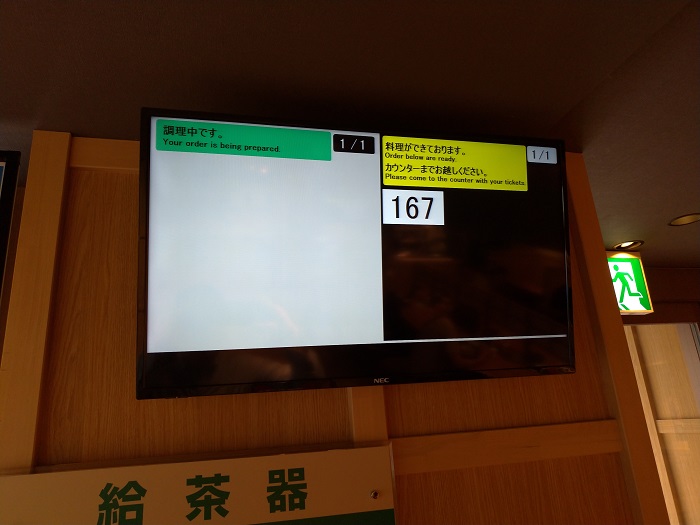 調理中です。
Your order is being prepared.
1/1
料理ができております。
Order below are ready.
カウンターまでお越しください。
Please come to the counter with your tickets.
1/1
167
NEC
給茶器